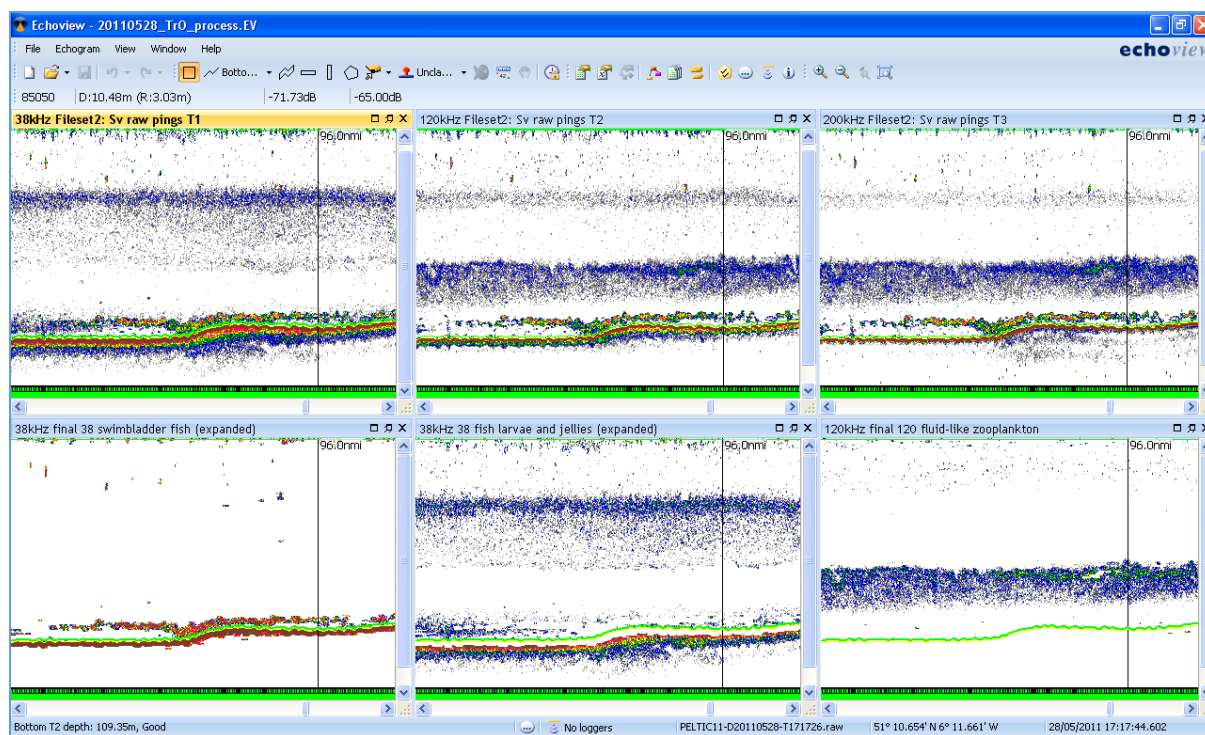 Echoview - 20110528_TrO_process.EV
File Echogram View Window Help
echoview
Botto... Uncla...
85050 D:10.48m (R:3.03m) -71.73dB -65.00dB
38kHz Fileset2: Sv raw pings T1
120kHz Fileset2: Sv raw pings T2
200kHz Fileset2: Sv raw pings T3
96.0nmi
96.0nmi
96.0nmi
38kHz final 38 swimbladder fish (expanded)
38kHz 38 fish larvae and jellies (expanded)
120kHz final 120 fluid-like zooplankton
96.0nmi
96.0nmi
96.0nmi
Bottom T2 depth: 109.35m, Good No loggers PELTIC11-D20110528-T171726.raw 51° 10.654' N 6° 11.661' W 28/05/2011 17:17:44.602